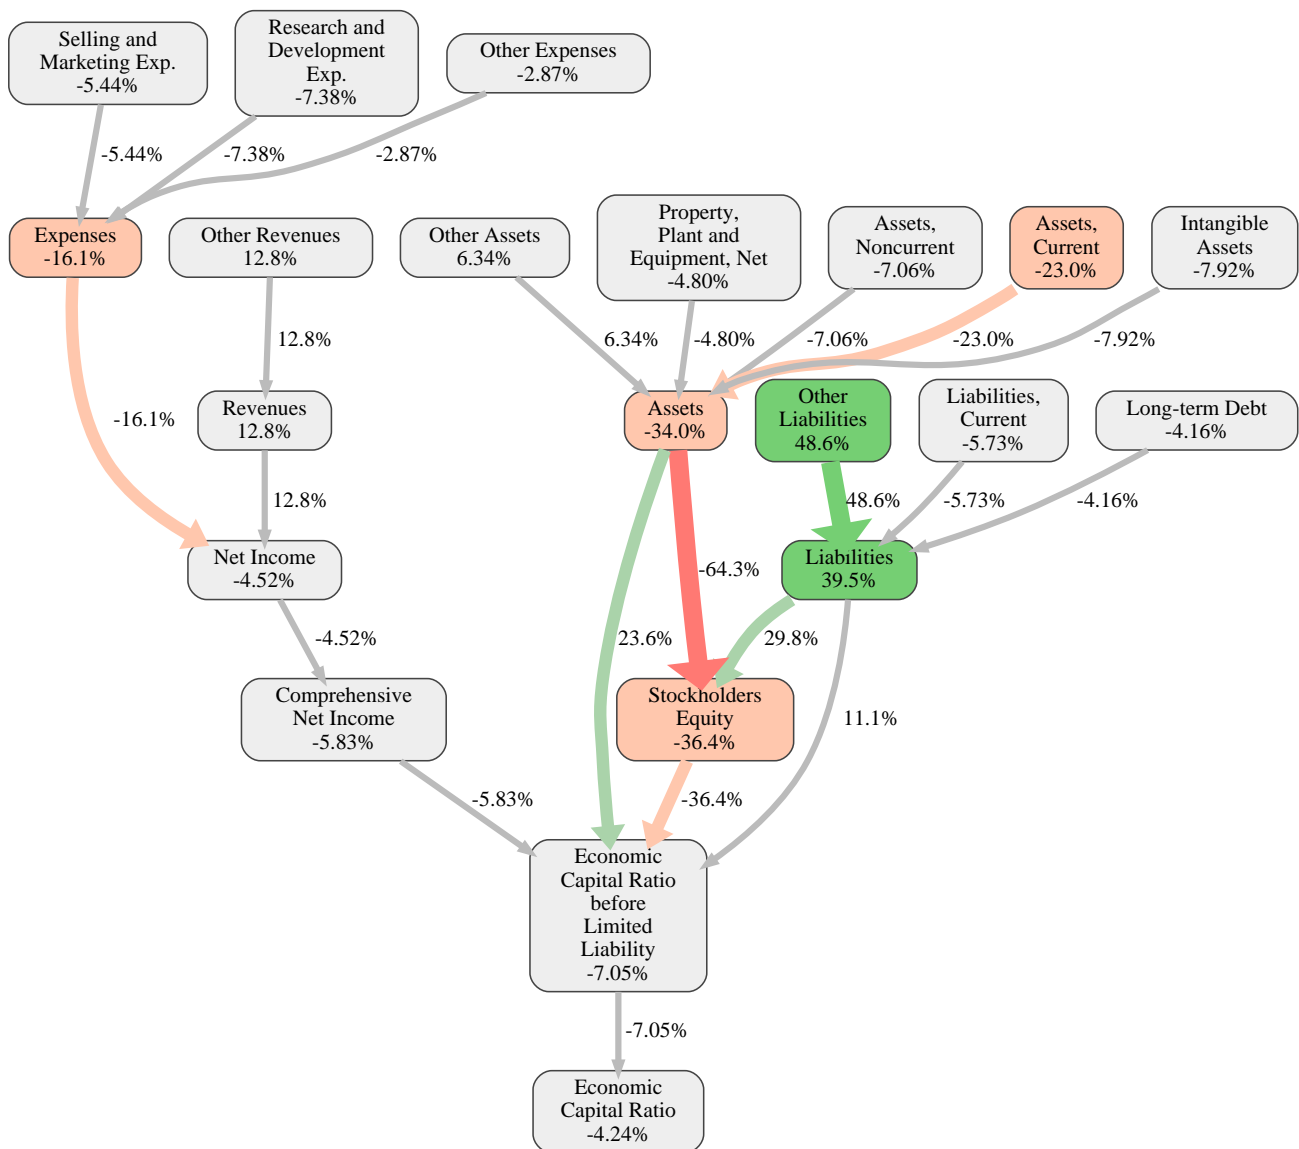 Selling and
Marketing Exp.
-5.44%
Research and
Development
Exp.
-7.38%
Other Expenses
-2.87%
-5.44%
-7.38%
-2.87%
Expenses
-16.1%
Other Revenues
12.8%
Other Assets
6.34%
Property,
Plant and
Equipment, Net
-4.80%
Assets,
Noncurrent
-7.06%
Assets,
Current
-23.0%
Intangible
Assets
-7.92%
12.8%
6.34%
-4.80%
-7.06%
-23.0%
-7.92%
-16.1%
Revenues
12.8%
Assets
-34.0%
Other
Liabilities
48.6%
Liabilities,
Current
-5.73%
Long-term Debt
-4.16%
12.8%
48.6%
-5.73%
-4.16%
Net Income
-4.52%
-64.3%
Liabilities
39.5%
-4.52%
23.6%
29.8%
Comprehensive
Net Income
-5.83%
Stockholders
Equity
-36.4%
11.1%
-5.83%
-36.4%
Economic
Capital Ratio
before
Limited
Liability
-7.05%
-7.05%
Economic
Capital Ratio
-4.24%